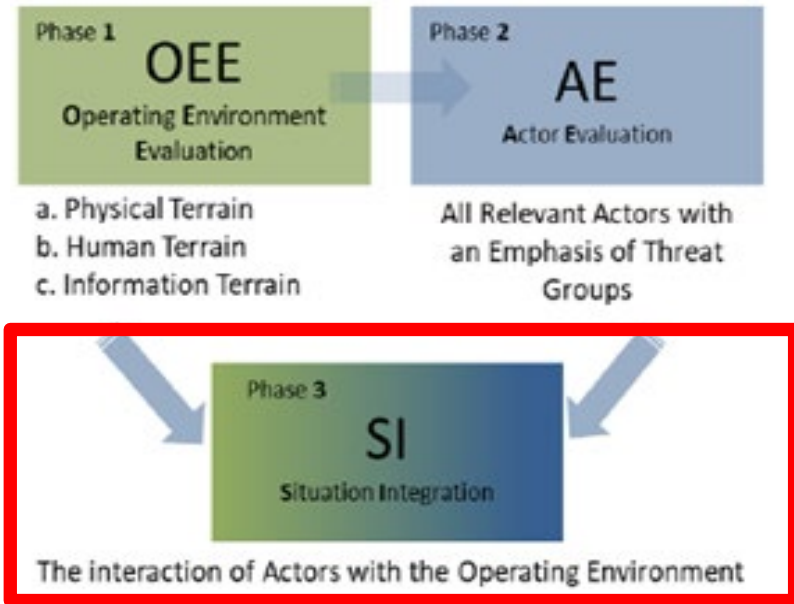 Phase 1
OEE
Operating Environment
Evaluation
a. Physical Terrain
b. Human Terrain
c. Information Terrain
Phase 2
AE
Actor Evaluation
All Relevant Actors with
an Emphasis of Threat
Groups
Phase 3
SI
Situation Integration
The interaction of Actors with the Operating Environment